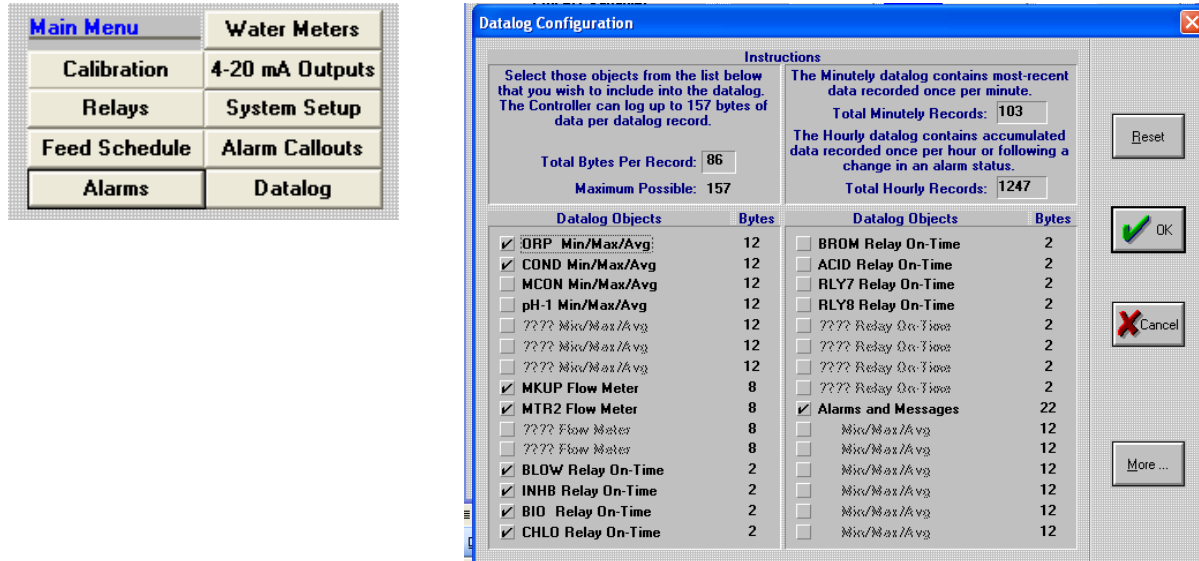 Main Menu
Water Meters
Calibration
4-20 mA Outputs
Relays
System Setup
Feed Schedule
Alarm Callouts
Alarms
Datalog
Datalog Configuration
Instructions
Select those objects from the list below
that you wish to include into the datalog.
The Controller can log up to 157 bytes of
data per datalog record.
Total Bytes Per Record: 86
Maximum Possible: 157
The Minutely datalog contains most-recent
data recorded once per minute.
Total Minutely Records: 103
The Hourly datalog contains accumulated
data recorded once per hour or following a
change in an alarm status.
Total Hourly Records: 1247
Datalog Objects Bytes
ORP Min/Max/Avg 12
COND Min/Max/Avg 12
MCON Min/Max/Avg 12
pH-1 Min/Max/Avg 12
???? Min/Max/Avg 12
???? Min/Max/Avg 12
???? Min/Max/Avg 12
MKUP Flow Meter 8
MTR2 Flow Meter 8
???? Flow Meter 8
???? Flow Meter 8
BLOW Relay On-Time 2
INHB Relay On-Time 2
BIO Relay On-Time 2
CHLO Relay On-Time 2
Datalog Objects Bytes
BROM Relay On-Time 2
ACID Relay On-Time 2
RLY7 Relay On-Time 2
RLY8 Relay On-Time 2
???? Relay On-Time 2
???? Relay On-Time 2
???? Relay On-Time 2
???? Relay On-Time 2
Alarms and Messages 22
Min/Max/Avg 12
Min/Max/Avg 12
Min/Max/Avg 12
Min/Max/Avg 12
Min/Max/Avg 12
Min/Max/Avg 12
Reset
OK
Cancel
More ...